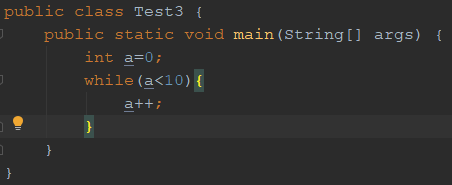 public class Test3 {
    public static void main(String[] args) {
        int a=0;
        while(a<10){
            a++;
        }
    }
}